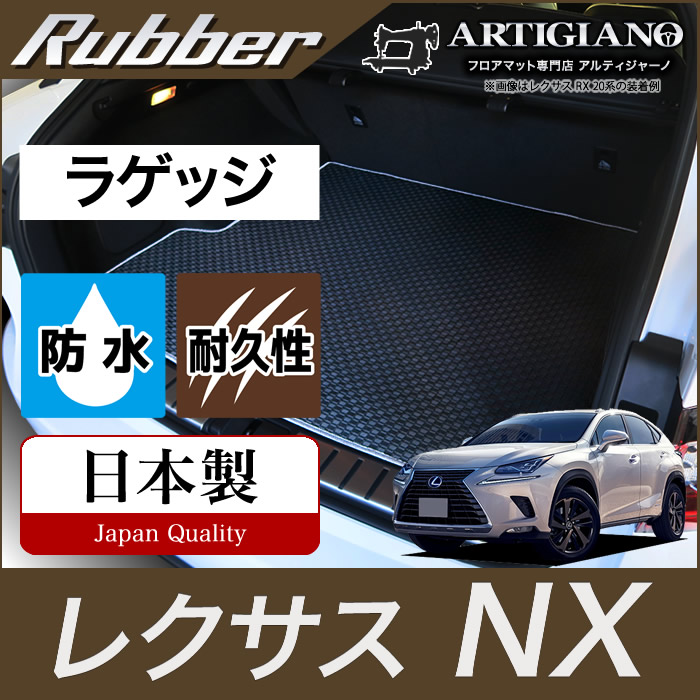 Rubber
ARTIGIANO
フロアマット専門店 アルティジャーノ
※画像はレクサス RX 20系の装着例
ラゲッジ
防水
耐久性
日本製
Japan Quality
レクサス NX